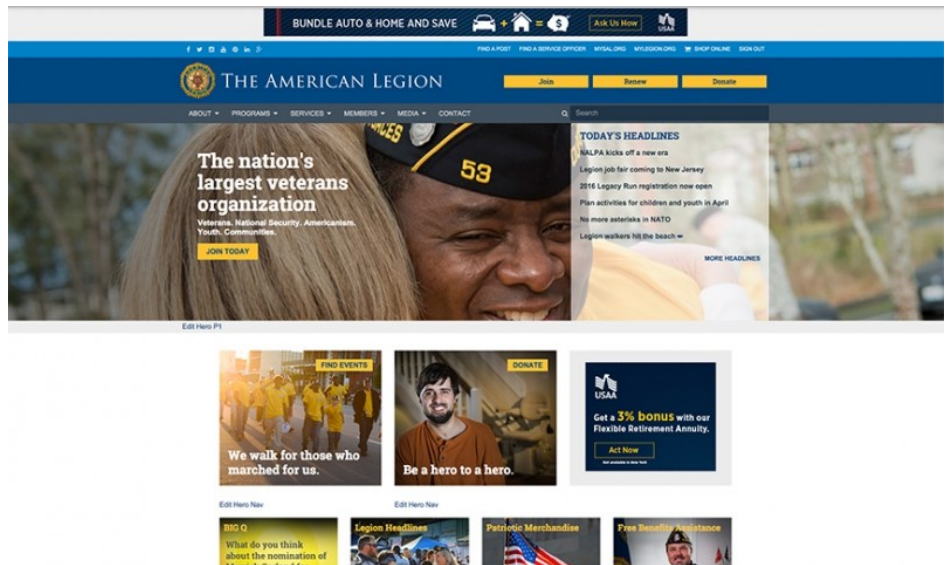 BUNDLE AUTO & HOME AND SAVE
+
=
$
Ask Us How
USAA
FIND A POST FIND A SERVICE OFFICER MYSAL.ORG MYLEGION.ORG SHOP ONLINE SIGN OUT
THE AMERICAN LEGION
Join
Renew
Donate
ABOUT PROGRAMS SERVICES MEMBERS MEDIA CONTACT
Search
53
The nation's
largest veterans
organization
Veterans. National Security. Americanism.
Youth. Communities.
JOIN TODAY
TODAY'S HEADLINES
NALPA kicks off a new era
Legion job fair coming to New Jersey
2016 Legacy Run registration now open
Plan activities for children and youth in April
No more asterisks in NATO
Legion walkers hit the beach
MORE HEADLINES
Edit Hero P1
FIND EVENTS
We walk for those who
marched for us.
DONATE
Be a hero to a hero.
USAA
Get a 3% bonus with our
Flexible Retirement Annuity.
Act Now
Not available in New York
Edit Hero Nav
Edit Hero Nav
BIG Q
What do you think
about the nomination of
Legion Headlines
Patriotic Merchandise
Free Benefits Assistance